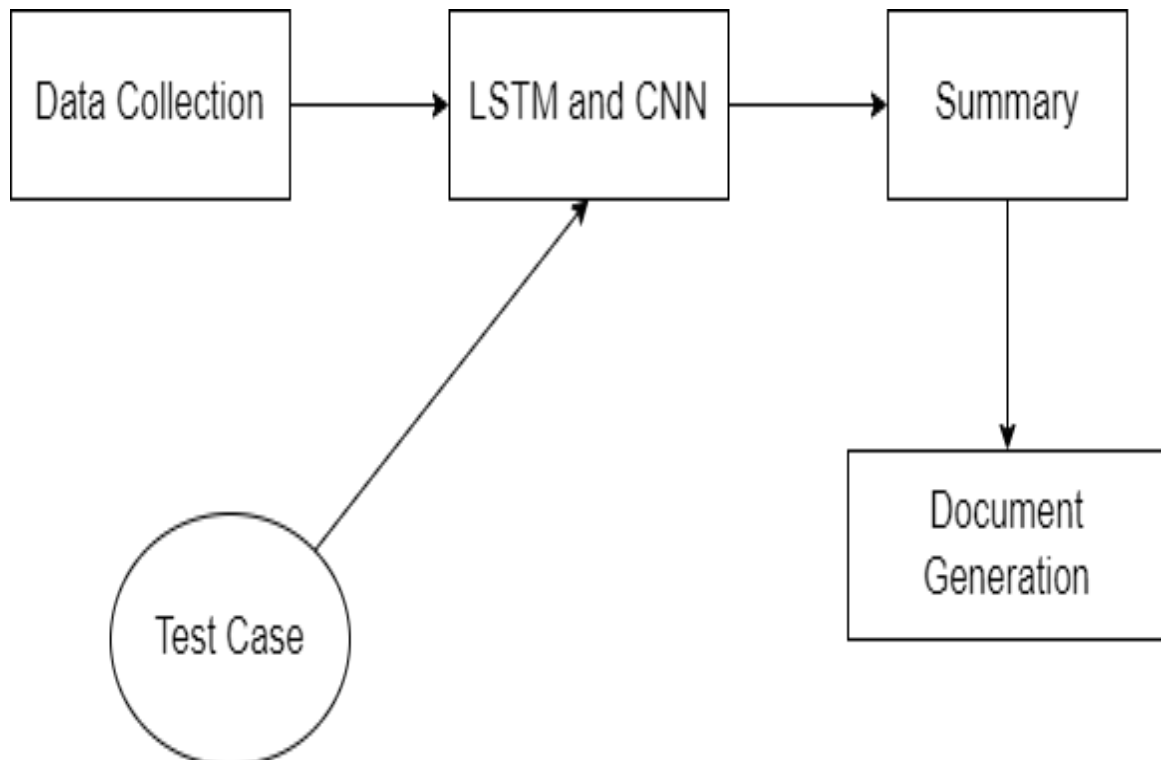 Data Collection
LSTM and CNN
Summary
Document
Generation
Test Case